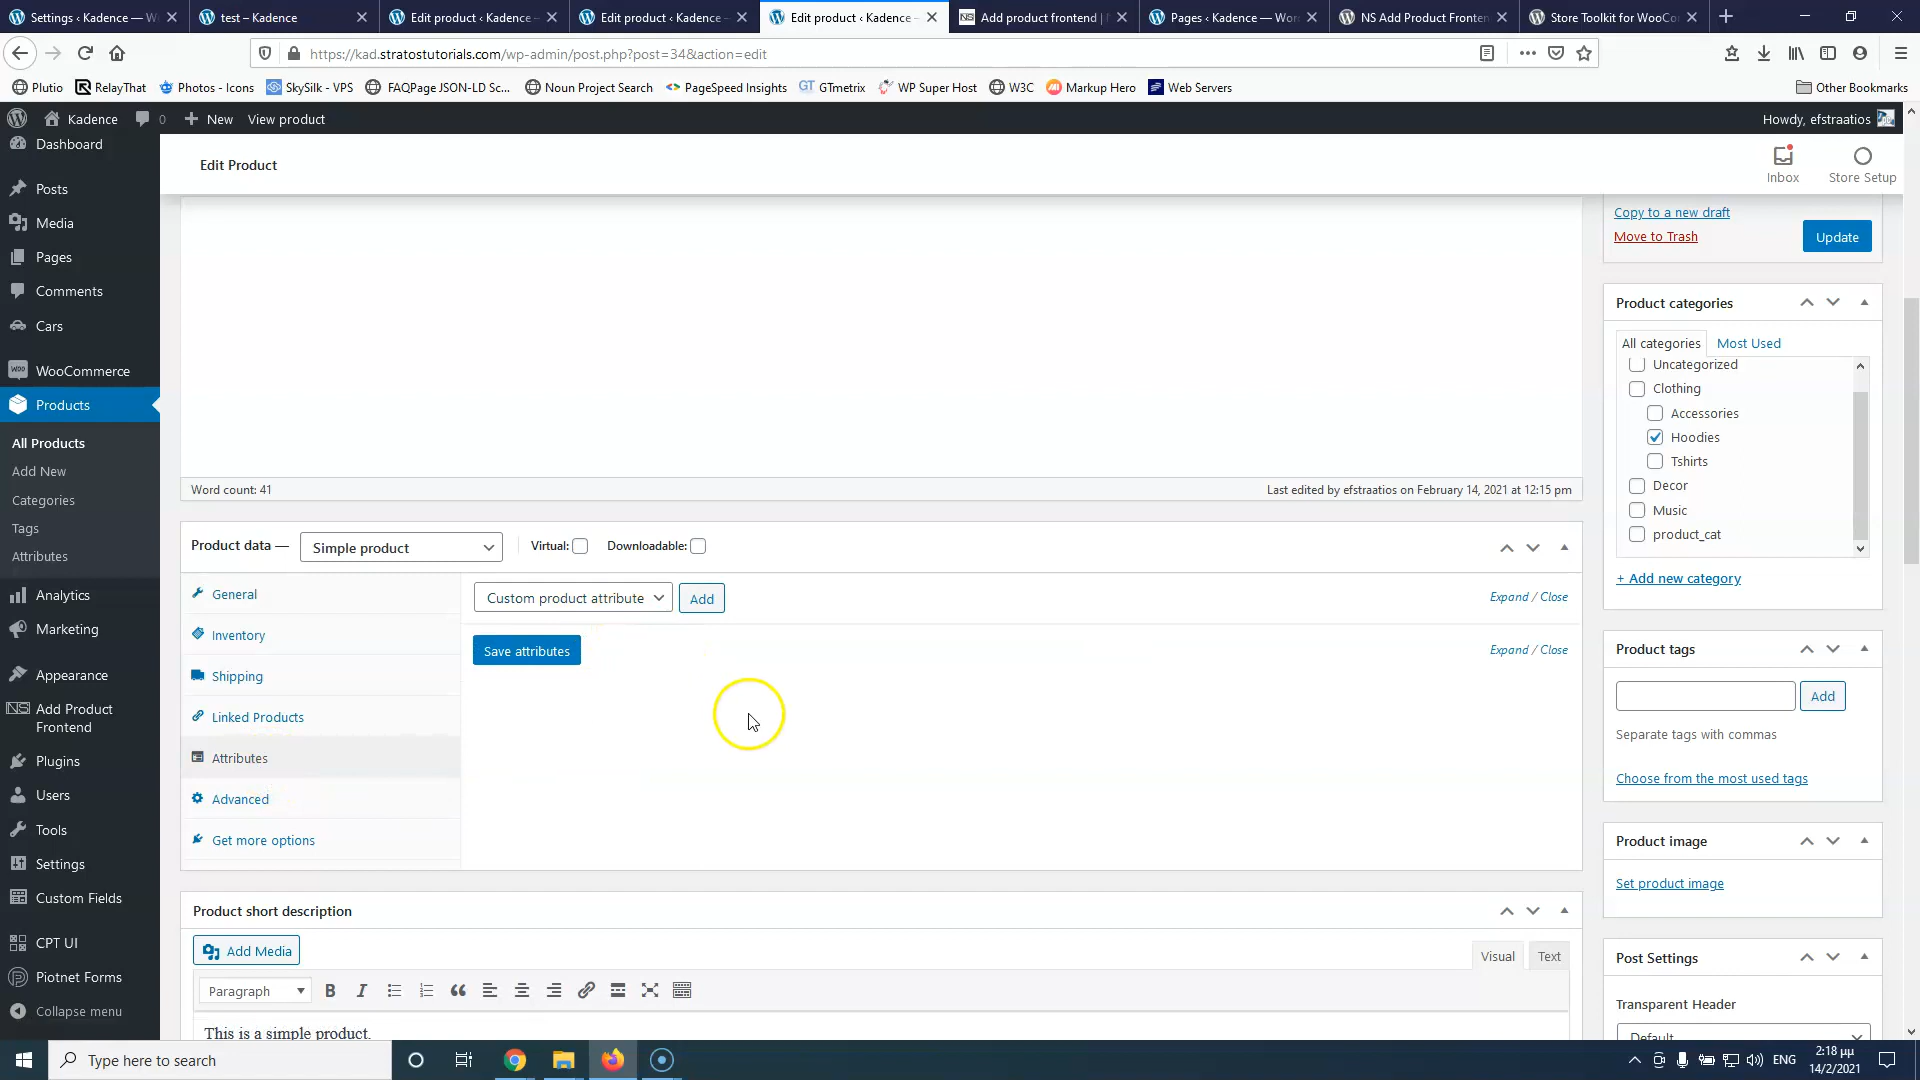 Settings ‹ Kadence — W
test – Kadence
Edit product ‹ Kadence
Edit product ‹ Kadence
Edit product ‹ Kadence
Add product frontend |
Pages ‹ Kadence — Wor
NS Add Product Fronten
Store Toolkit for WooCo
https://kad.stratostutorials.com/wp-admin/post.php?post=34&action=edit
Plutio
RelayThat
Photos - Icons
SkySilk - VPS
FAQPage JSON-LD Sc...
Noun Project Search
PageSpeed Insights
GTmetrix
WP Super Host
W3C
Markup Hero
Web Servers
Other Bookmarks
Kadence
0
New
View product
Howdy, efstraatios
Dashboard
Posts
Media
Pages
Comments
Cars
WooCommerce
Products
All Products
Add New
Categories
Tags
Attributes
Analytics
Marketing
Appearance
Add Product
Frontend
Plugins
Users
Tools
Settings
Custom Fields
CPT UI
Piotnet Forms
Collapse menu
Edit Product
Inbox
Store Setup
Word count: 41
Last edited by efstraatios on February 14, 2021 at 12:15 pm
Product data —
Simple product
Virtual:
Downloadable:
General
Inventory
Shipping
Linked Products
Attributes
Advanced
Get more options
Custom product attribute
Add
Expand / Close
Save attributes
Expand / Close
Product short description
Add Media
Visual
Text
Paragraph
This is a simple product.
Copy to a new draft
Move to Trash
Update
Product categories
All categories
Most Used
Uncategorized
Clothing
Accessories
Hoodies
Tshirts
Decor
Music
product_cat
+ Add new category
Product tags
Add
Separate tags with commas
Choose from the most used tags
Product image
Set product image
Post Settings
Transparent Header
Default
Type here to search
ENG
2:18 μμ
14/2/2021